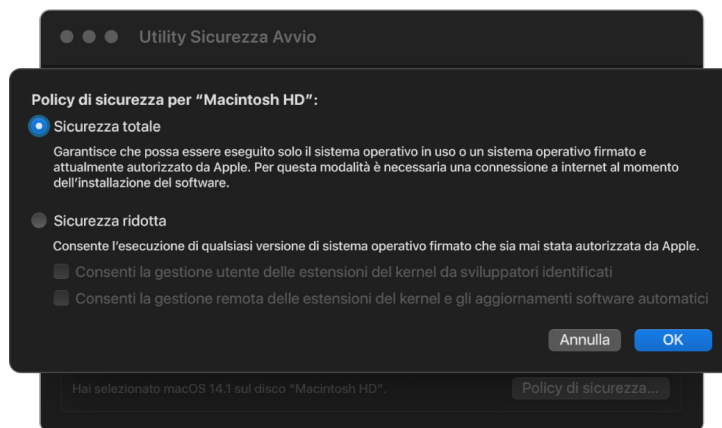 Utility Sicurezza Avvio
Policy di sicurezza per “Macintosh HD”:
Sicurezza totale
Garantisce che possa essere eseguito solo il sistema operativo in uso o un sistema operativo firmato e
attualmente autorizzato da Apple. Per questa modalità è necessaria una connessione a internet al momento
dell’installazione del software.
Sicurezza ridotta
Consente l’esecuzione di qualsiasi versione di sistema operativo firmato che sia mai stata autorizzata da Apple.
Consenti la gestione utente delle estensioni del kernel da sviluppatori identificati
Consenti la gestione remota delle estensioni del kernel e gli aggiornamenti software automatici
Annulla OK
Hai selezionato macOS 14.1 sul disco “Macintosh HD”. Policy di sicurezza...